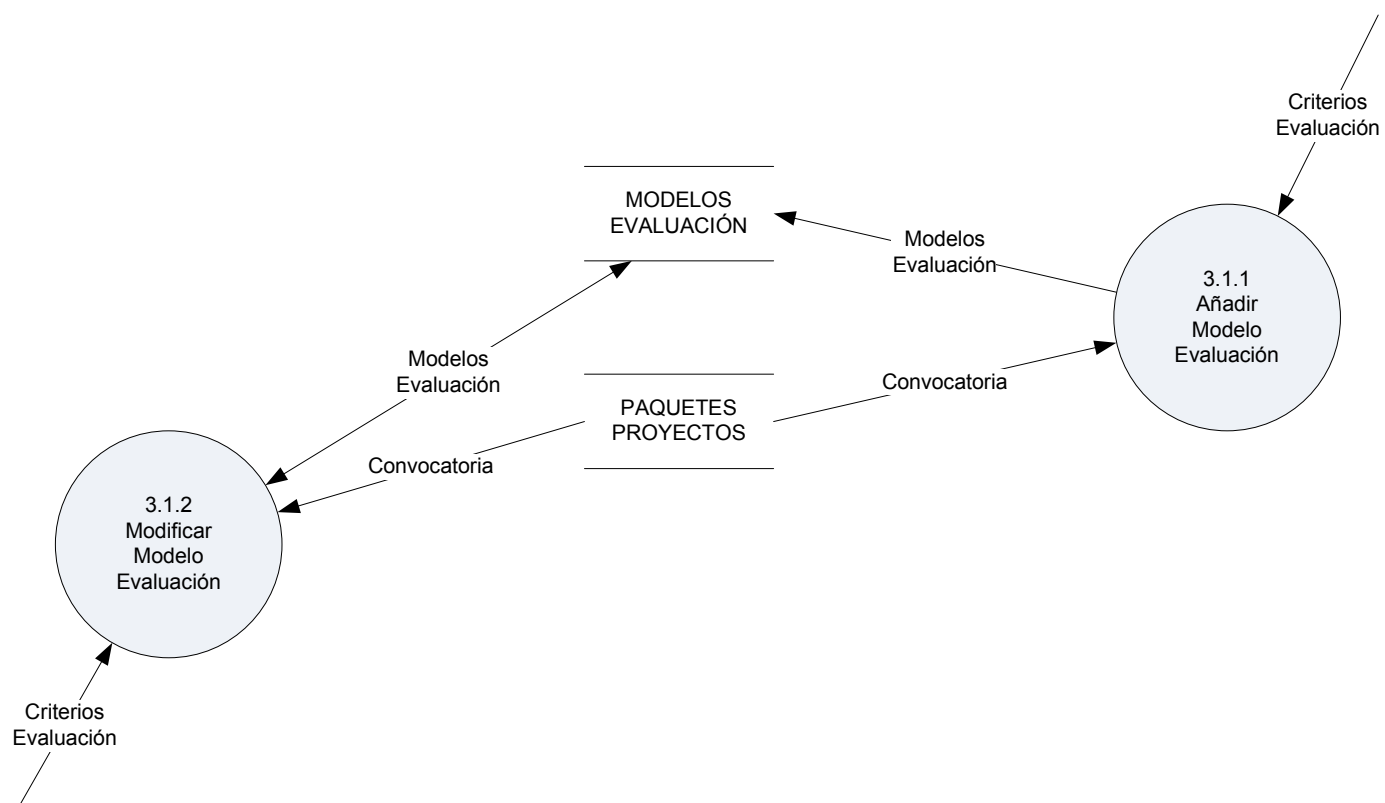 Criterios
Evaluación
MODELOS
EVALUACIÓN
Modelos
Evaluación
3.1.1
Añadir
Modelo
Evaluación
Modelos
Evaluación
Convocatoria
PAQUETES
PROYECTOS
Convocatoria
3.1.2
Modificar
Modelo
Evaluación
Criterios
Evaluación